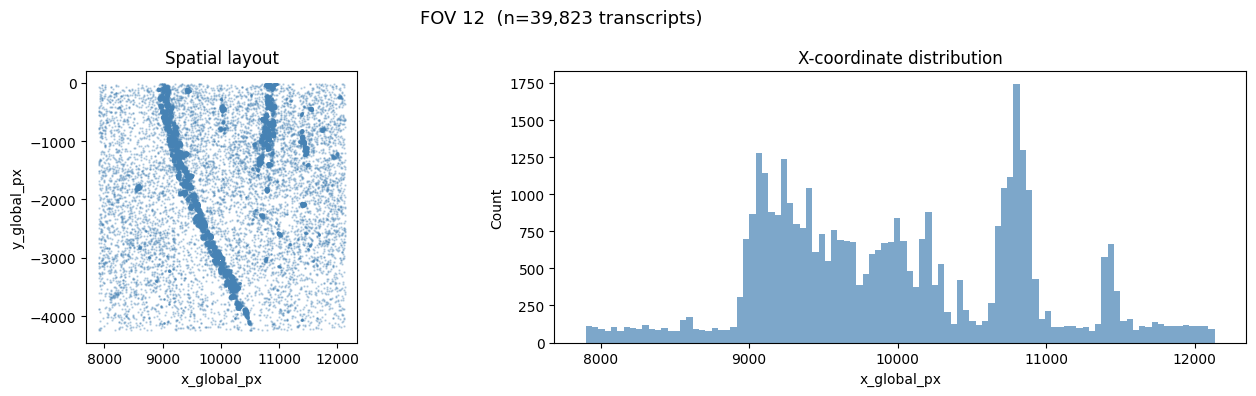 FOV 12  (n=39,823 transcripts)
Spatial layout
0
−1000
−2000
−3000
−4000
y_global_px
8000 9000 10000 11000 12000
x_global_px
X-coordinate distribution
1750
1500
1250
1000
750
500
250
0
Count
8000 9000 10000 11000 12000
x_global_px